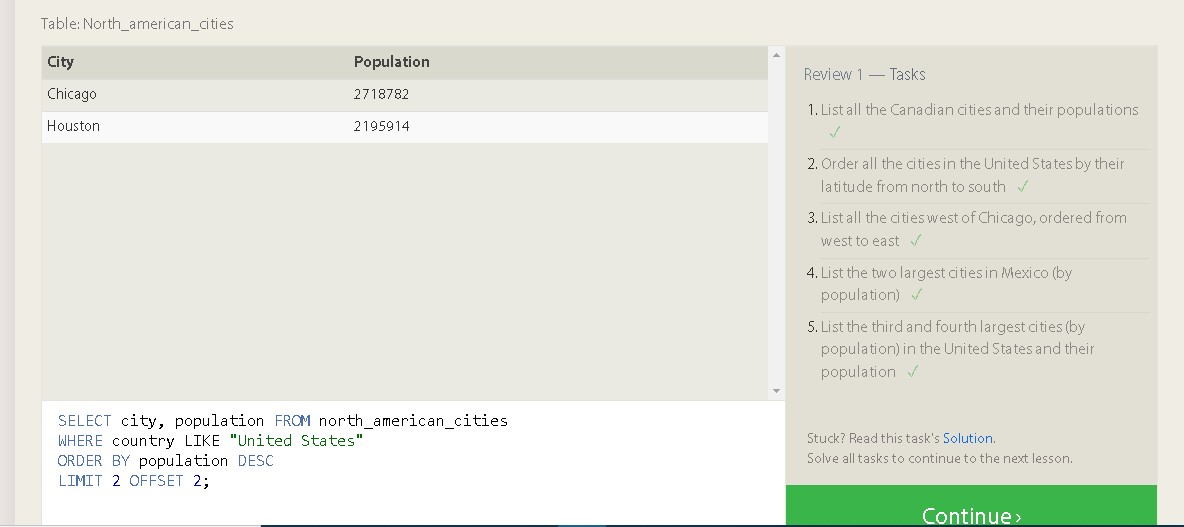 Table: North_american_cities
City Population
Chicago 2718782
Houston 2195914
SELECT city, population FROM north_american_cities
WHERE country LIKE "United States"
ORDER BY population DESC
LIMIT 2 OFFSET 2;
Review 1 — Tasks
1. List all the Canadian cities and their populations
✓
2. Order all the cities in the United States by their
latitude from north to south ✓
3. List all the cities west of Chicago, ordered from
west to east ✓
4. List the two largest cities in Mexico (by
population) ✓
5. List the third and fourth largest cities (by
population) in the United States and their
population ✓
Stuck? Read this task's Solution.
Solve all tasks to continue to the next lesson.
Continue ›